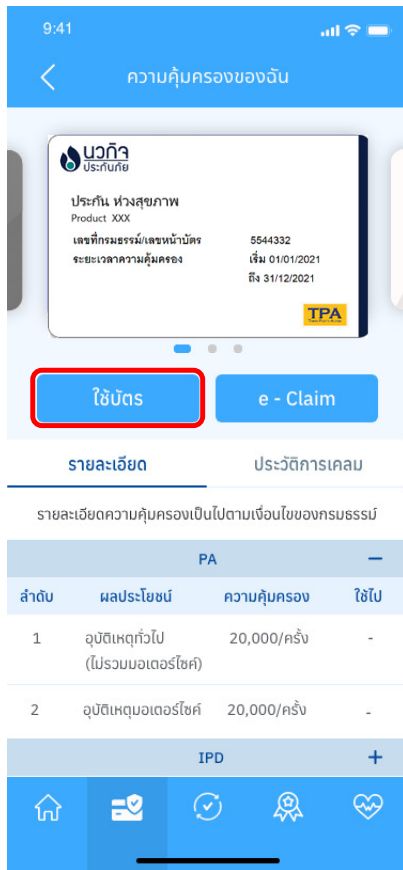 9:41
ความคุ้มครองของฉัน
นวกิจ
ประกันภัย
ประกัน ห่วงสุขภาพ
Product XXX
เลขที่กรมธรรม์/เลขหน้าบัตร 5544332
ระยะเวลาความคุ้มครอง เริ่ม 01/01/2021
ถึง 31/12/2021
TPA
ใช้บัตร e - Claim
รายละเอียด ประวัติการเคลม
รายละเอียดความคุ้มครองเป็นไปตามเงื่อนไขของกรมธรรม์
PA −
ลำดับ ผลประโยชน์ ความคุ้มครอง ใช้ไป
1 อุบัติเหตุทั่วไป 20,000/ครั้ง -
(ไม่รวมมอเตอร์ไซค์)
2 อุบัติเหตุมอเตอร์ไซค์ 20,000/ครั้ง -
IPD +